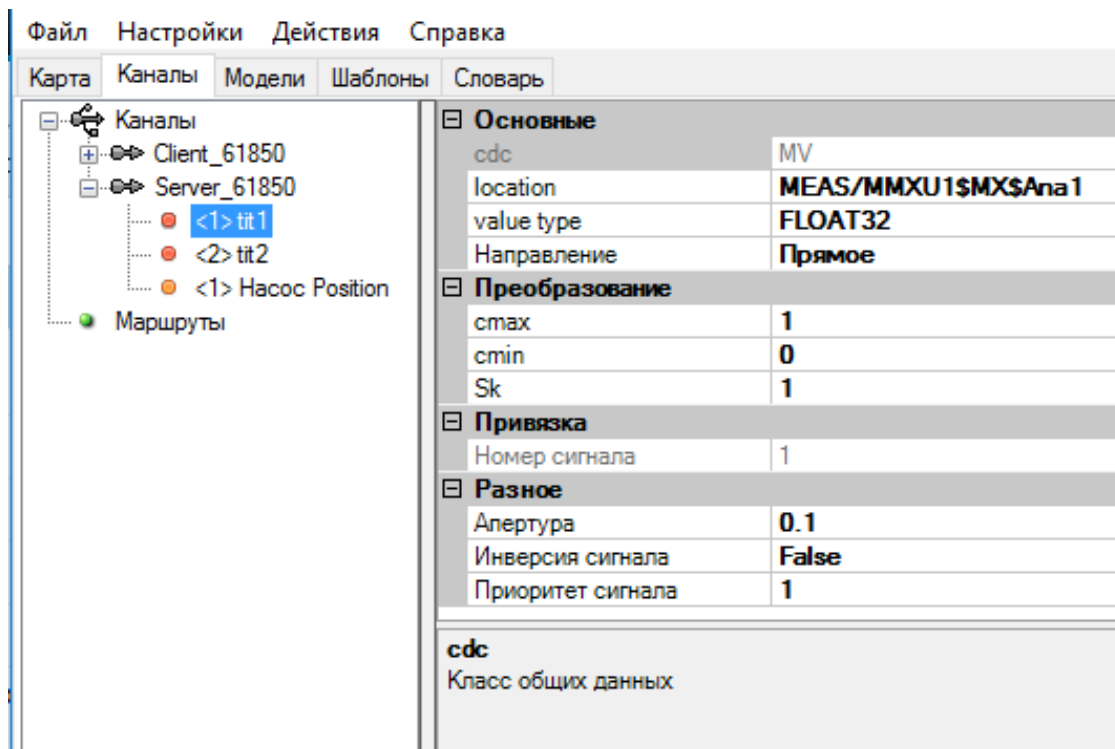 Файл Настройки Действия Справка
Карта Каналы Модели Шаблоны Словарь
Каналы
Client_61850
Server_61850
<1> tit1
<2> tit2
<1> Насос Position
Маршруты
Основные
cdc MV
location MEAS/MMXU1$MX$Ana1
value type FLOAT32
Направление Прямое
Преобразование
cmax 1
cmin 0
Sk 1
Привязка
Номер сигнала 1
Разное
Апертура 0.1
Инверсия сигнала False
Приоритет сигнала 1
cdc
Класс общих данных